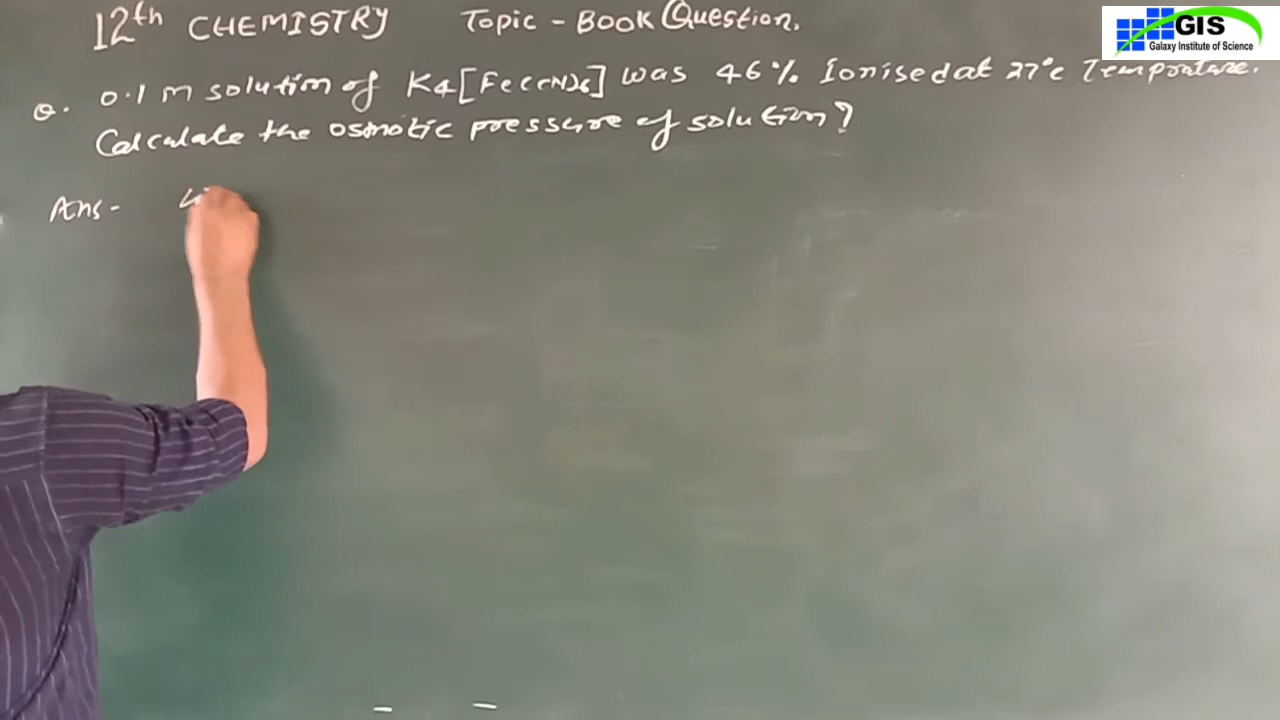 12th CHEMISTRY Topic - Book Question.
GIS
Galaxy Institute of Science
Q. 0.1 M solution of K4[Fe(CN)6] was 46% Ionised at 27°C Temprature.
Calculate the osmotic pressure of solution?
Ans-